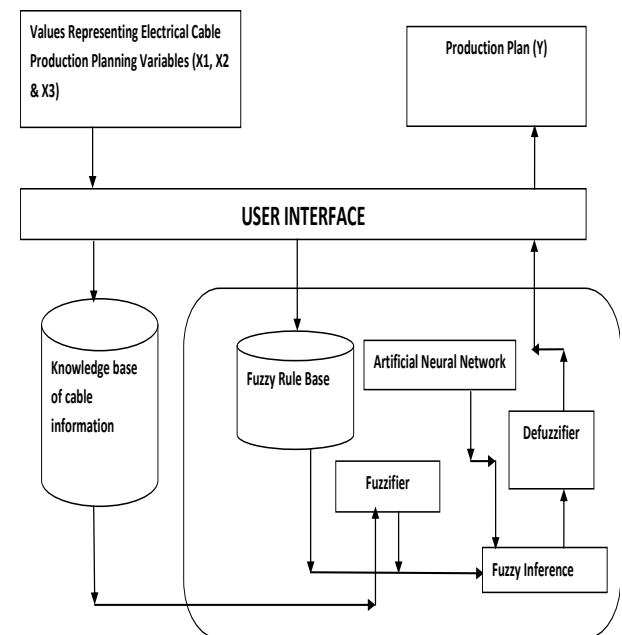 Values Representing Electrical Cable
Production Planning Variables (X1, X2
& X3)
Production Plan (Y)
USER INTERFACE
Knowledge base
of cable
information
Fuzzy Rule Base
Artificial Neural Network
Defuzzifier
Fuzzifier
Fuzzy Inference